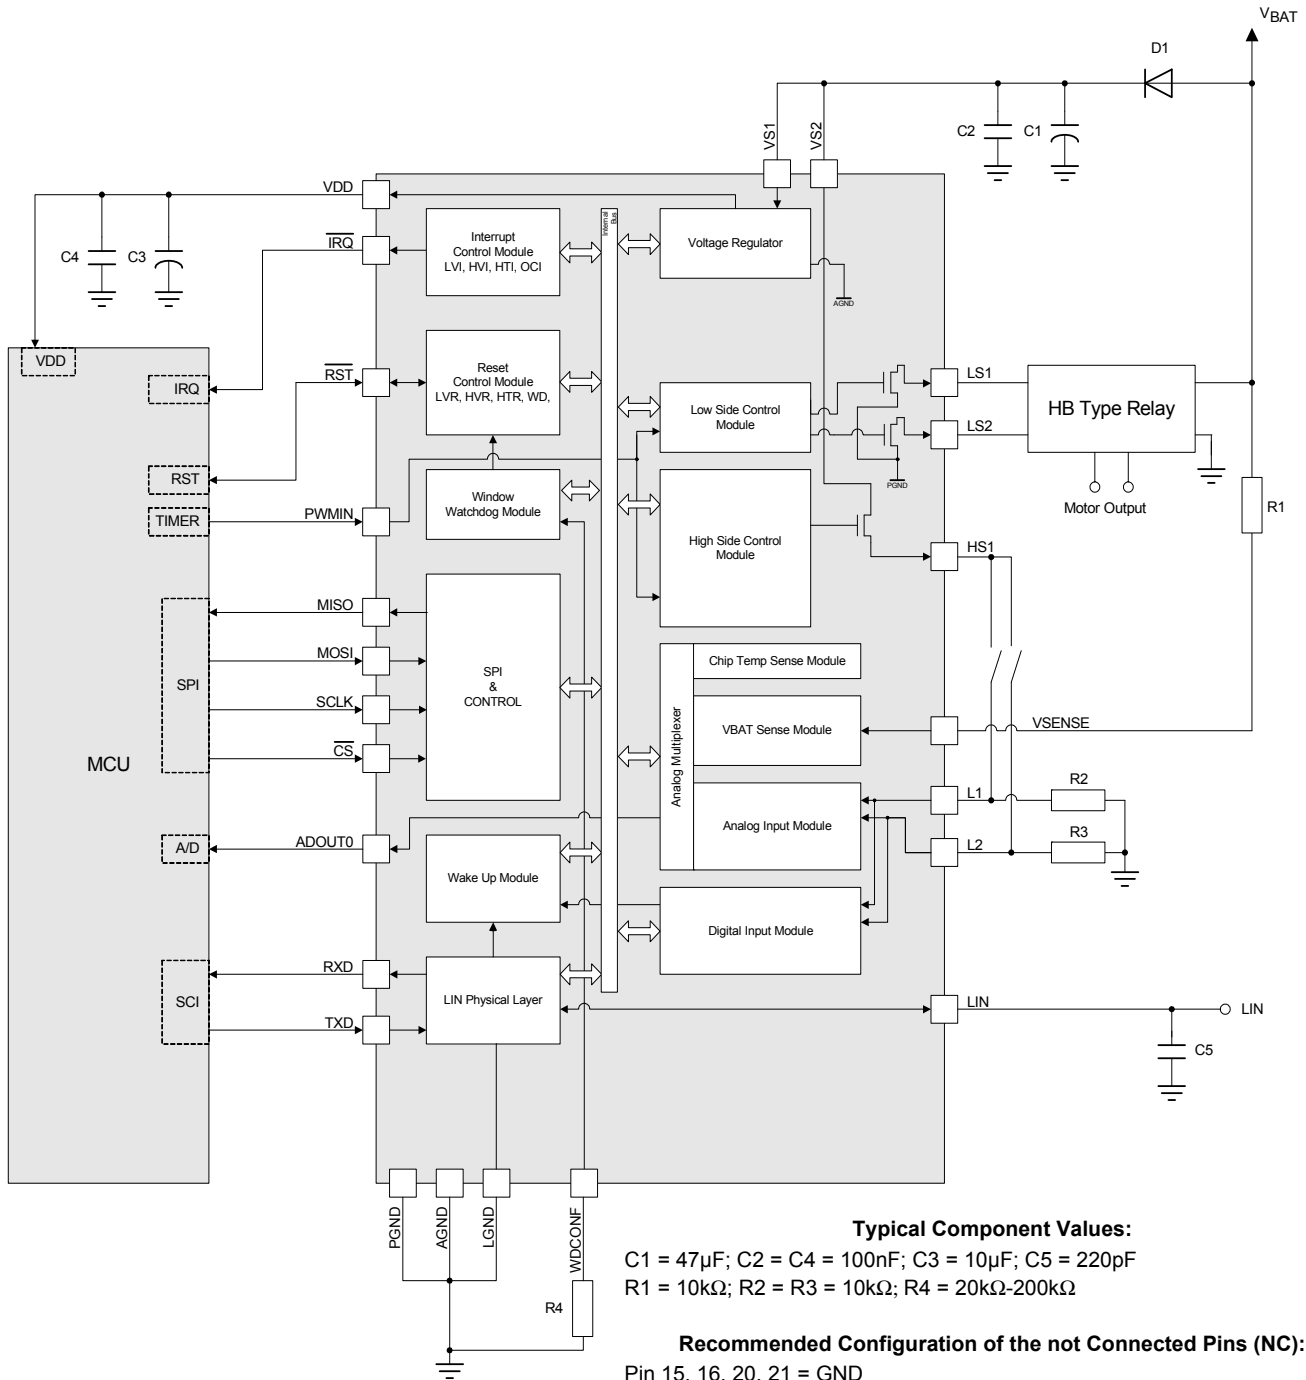 VBAT
D1
VS1
VS2
C2
C1
VDD
IRQ
C4
C3
Interrupt
Control Module
LVI, HVI, HTI, OCI
Internal
Bus
Voltage Regulator
AGND
VDD
IRQ
RST
Reset
Control Module
LVR, HVR, HTR, WD,
Low Side Control
Module
LS1
LS2
HB Type Relay
PGND
Motor Output
RST
TIMER
PWMIN
Window
Watchdog Module
High Side Control
Module
HS1
R1
MISO
MOSI
SCLK
CS
SPI
SPI
&
CONTROL
MCU
Analog Multiplexer
Chip Temp Sense Module
VBAT Sense Module
VSENSE
Analog Input Module
L1
R2
L2
R3
A/D
ADOUT0
Wake Up Module
Digital Input Module
SCI
RXD
TXD
LIN Physical Layer
LIN
LIN
C5
PGND
AGND
LGND
WDCONF
R4
Typical Component Values:
C1 = 47µF; C2 = C4 = 100nF; C3 = 10µF; C5 = 220pF
R1 = 10kΩ; R2 = R3 = 10kΩ; R4 = 20kΩ-200kΩ
Recommended Configuration of the not Connected Pins (NC):
Pin 15, 16, 20, 21 = GND